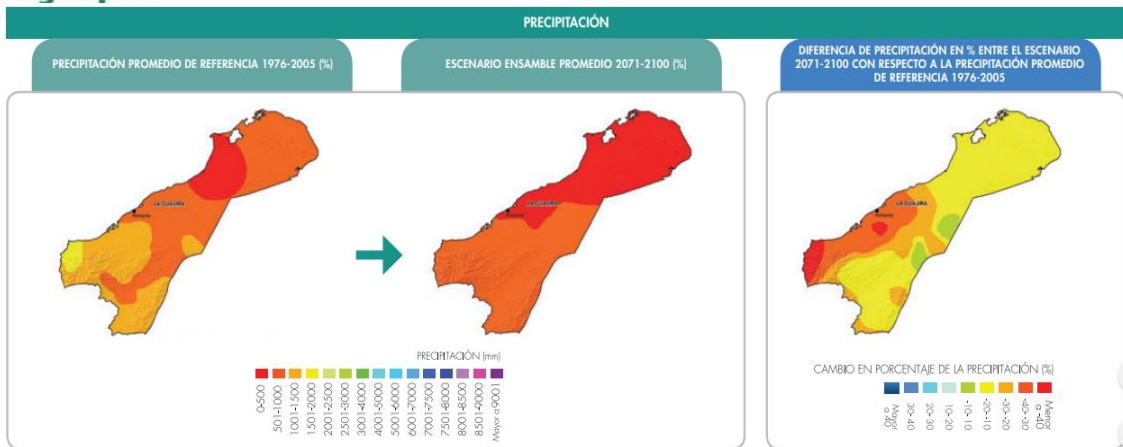 PRECIPITACIÓN
PRECIPITACIÓN PROMEDIO DE REFERENCIA 1976-2005 (%)
ESCENARIO ENSAMBLE PROMEDIO 2071-2100 (%)
DIFERENCIA DE PRECIPITACIÓN EN % ENTRE EL ESCENARIO
2071-2100 CON RESPECTO A LA PRECIPITACIÓN PROMEDIO
DE REFERENCIA 1976-2005
LA GUAJIRA
Riohacha
LA GUAJIRA
Riohacha
LA GUAJIRA
Riohacha
PRECIPITACIÓN (mm)
0-500
501-1000
1001-1500
1501-2000
2001-2500
2501-3000
3001-4000
4001-5000
5001-6000
6001-7000
7001-7500
7501-8000
8001-8500
8501-9000
Mayor a 9001
CAMBIO EN PORCENTAJE DE LA PRECIPITACIÓN (%)
Mayor
a 40
30-40
20-30
10-20
-10-10
-20-10
-30-20
-40-30
Menor
a -40